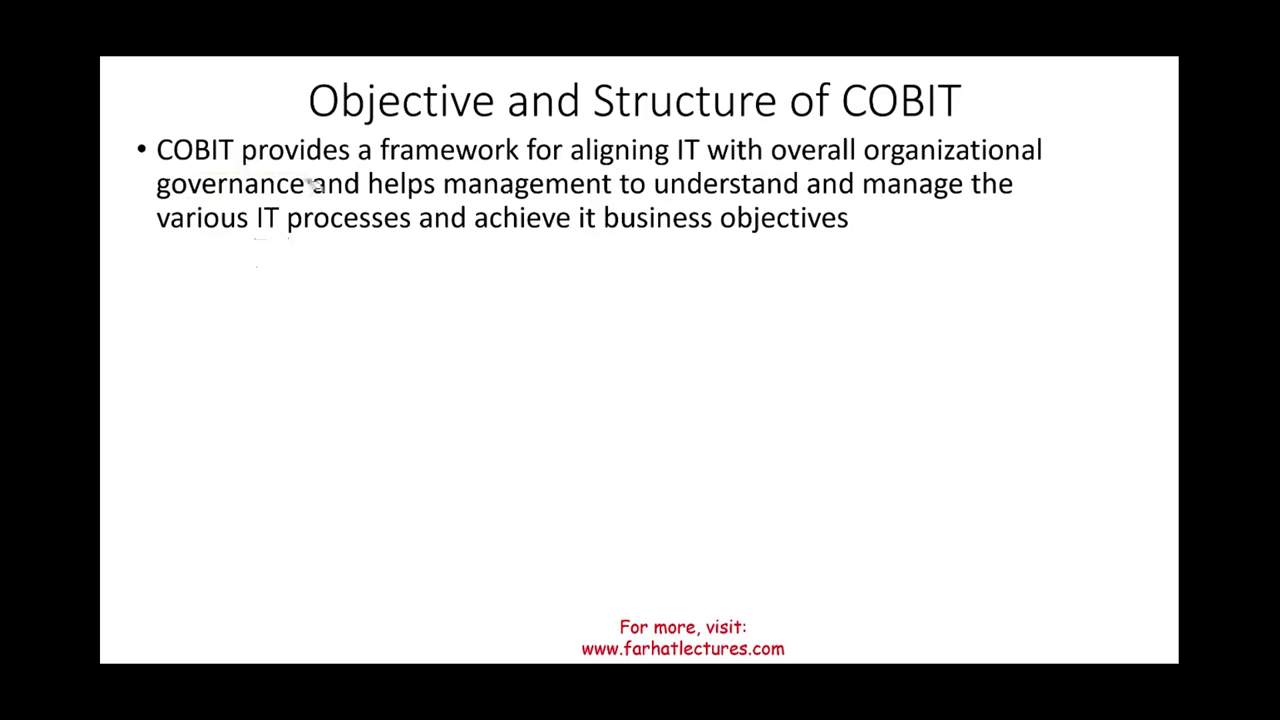 Objective and Structure of COBIT
• COBIT provides a framework for aligning IT with overall organizational
governance and helps management to understand and manage the
various IT processes and achieve it business objectives
For more, visit:
www.farhatlectures.com